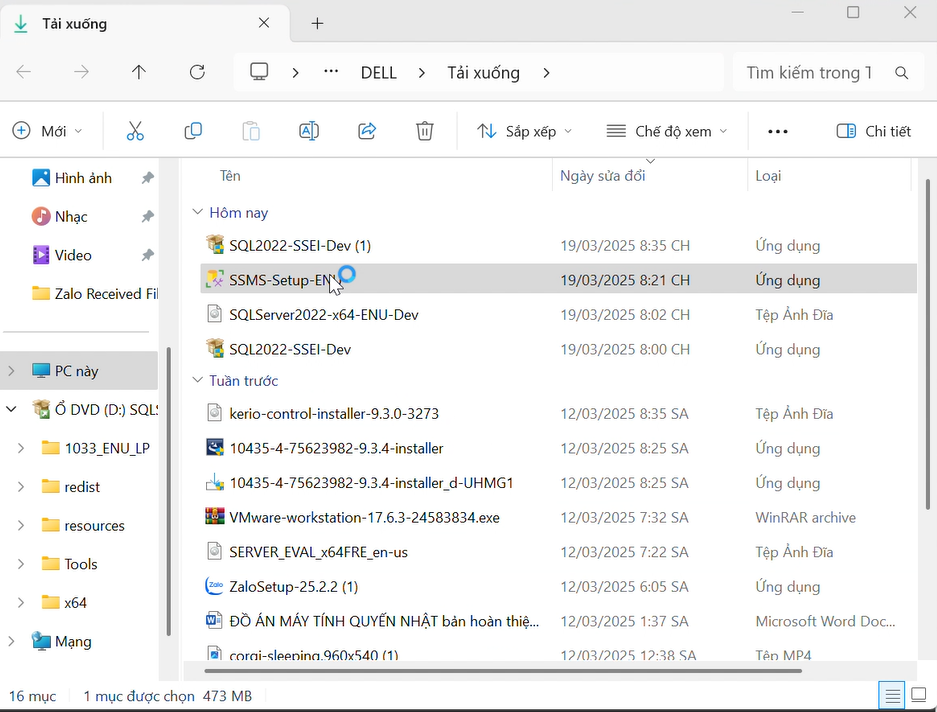 Tải xuống
DELL Tải xuống Tìm kiếm trong T
Mới Sắp xếp Chế độ xem Chi tiết
Hình ảnh
Nhạc
Video
Zalo Received Fil
PC này
Ổ DVD (D:) SQLS
1033_ENU_LP
redist
resources
Tools
x64
Mạng
Tên Ngày sửa đổi Loại
Hôm nay
SQL2022-SSEI-Dev (1) 19/03/2025 8:35 CH Ứng dụng
SSMS-Setup-ENU 19/03/2025 8:21 CH Ứng dụng
SQLServer2022-x64-ENU-Dev 19/03/2025 8:02 CH Tệp Ảnh Đĩa
SQL2022-SSEI-Dev 19/03/2025 8:00 CH Ứng dụng
Tuần trước
kerio-control-installer-9.3.0-3273 12/03/2025 8:35 SA Tệp Ảnh Đĩa
10435-4-75623982-9.3.4-installer 12/03/2025 8:25 SA Ứng dụng
10435-4-75623982-9.3.4-installer_d-UHMG1 12/03/2025 8:25 SA Ứng dụng
VMware-workstation-17.6.3-24583834.exe 12/03/2025 7:32 SA WinRAR archive
SERVER_EVAL_x64FRE_en-us 12/03/2025 7:22 SA Tệp Ảnh Đĩa
ZaloSetup-25.2.2 (1) 12/03/2025 6:05 SA Ứng dụng
ĐỒ ÁN MÁY TÍNH QUYẾN NHẬT bản hoàn thiệ... 12/03/2025 1:37 SA Microsoft Word Doc...
corgi-sleeping.960x540 (1) 12/03/2025 12:38 SA Tệp MP4
16 mục 1 mục được chọn 473 MB